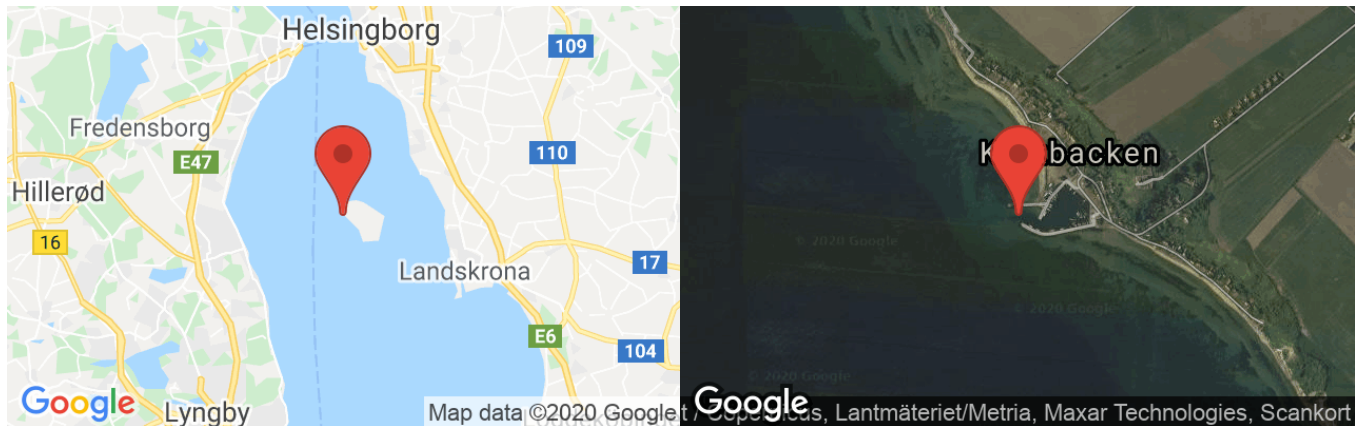 Helsingborg
109
Fredensborg
E47
110
Hillerød
16
17
Landskrona
E6
104
Google
Lyngby
Map data ©2020 Google
backen
© 2020 Google
© 2020 Google
© 2020 Google
Google
Copernicus, Lantmäteriet/Metria, Maxar Technologies, Scankort